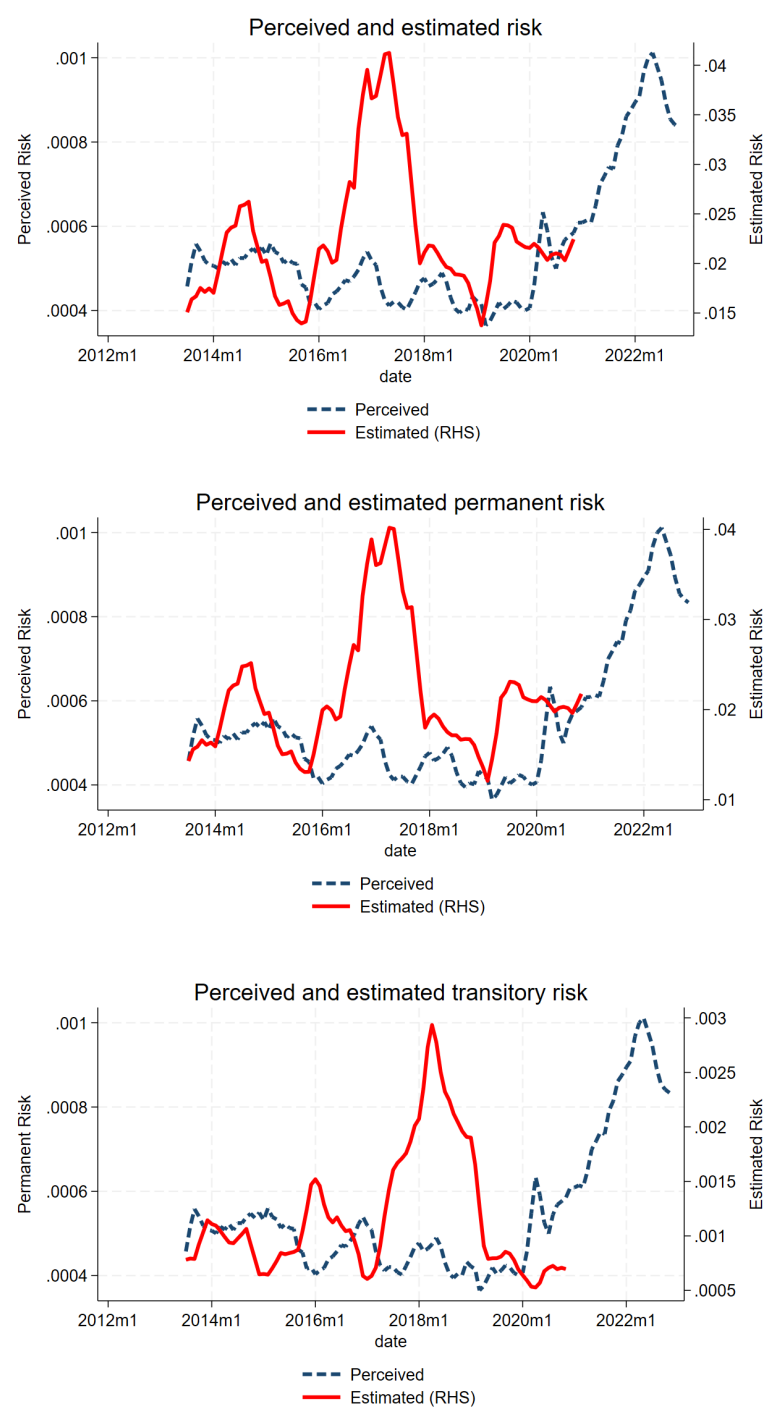 Perceived and estimated risk
.001
.0008
.0006
.0004
Perceived Risk
.04
.035
.03
.025
.02
.015
Estimated Risk
2012m1 2014m1 2016m1 2018m1 2020m1 2022m1
date
Perceived
Estimated (RHS)
Perceived and estimated permanent risk
.001
.0008
.0006
.0004
Perceived Risk
.04
.03
.02
.01
Estimated Risk
2012m1 2014m1 2016m1 2018m1 2020m1 2022m1
date
Perceived
Estimated (RHS)
Perceived and estimated transitory risk
.001
.0008
.0006
.0004
Permanent Risk
.003
.0025
.002
.0015
.001
.0005
Estimated Risk
2012m1 2014m1 2016m1 2018m1 2020m1 2022m1
date
Perceived
Estimated (RHS)